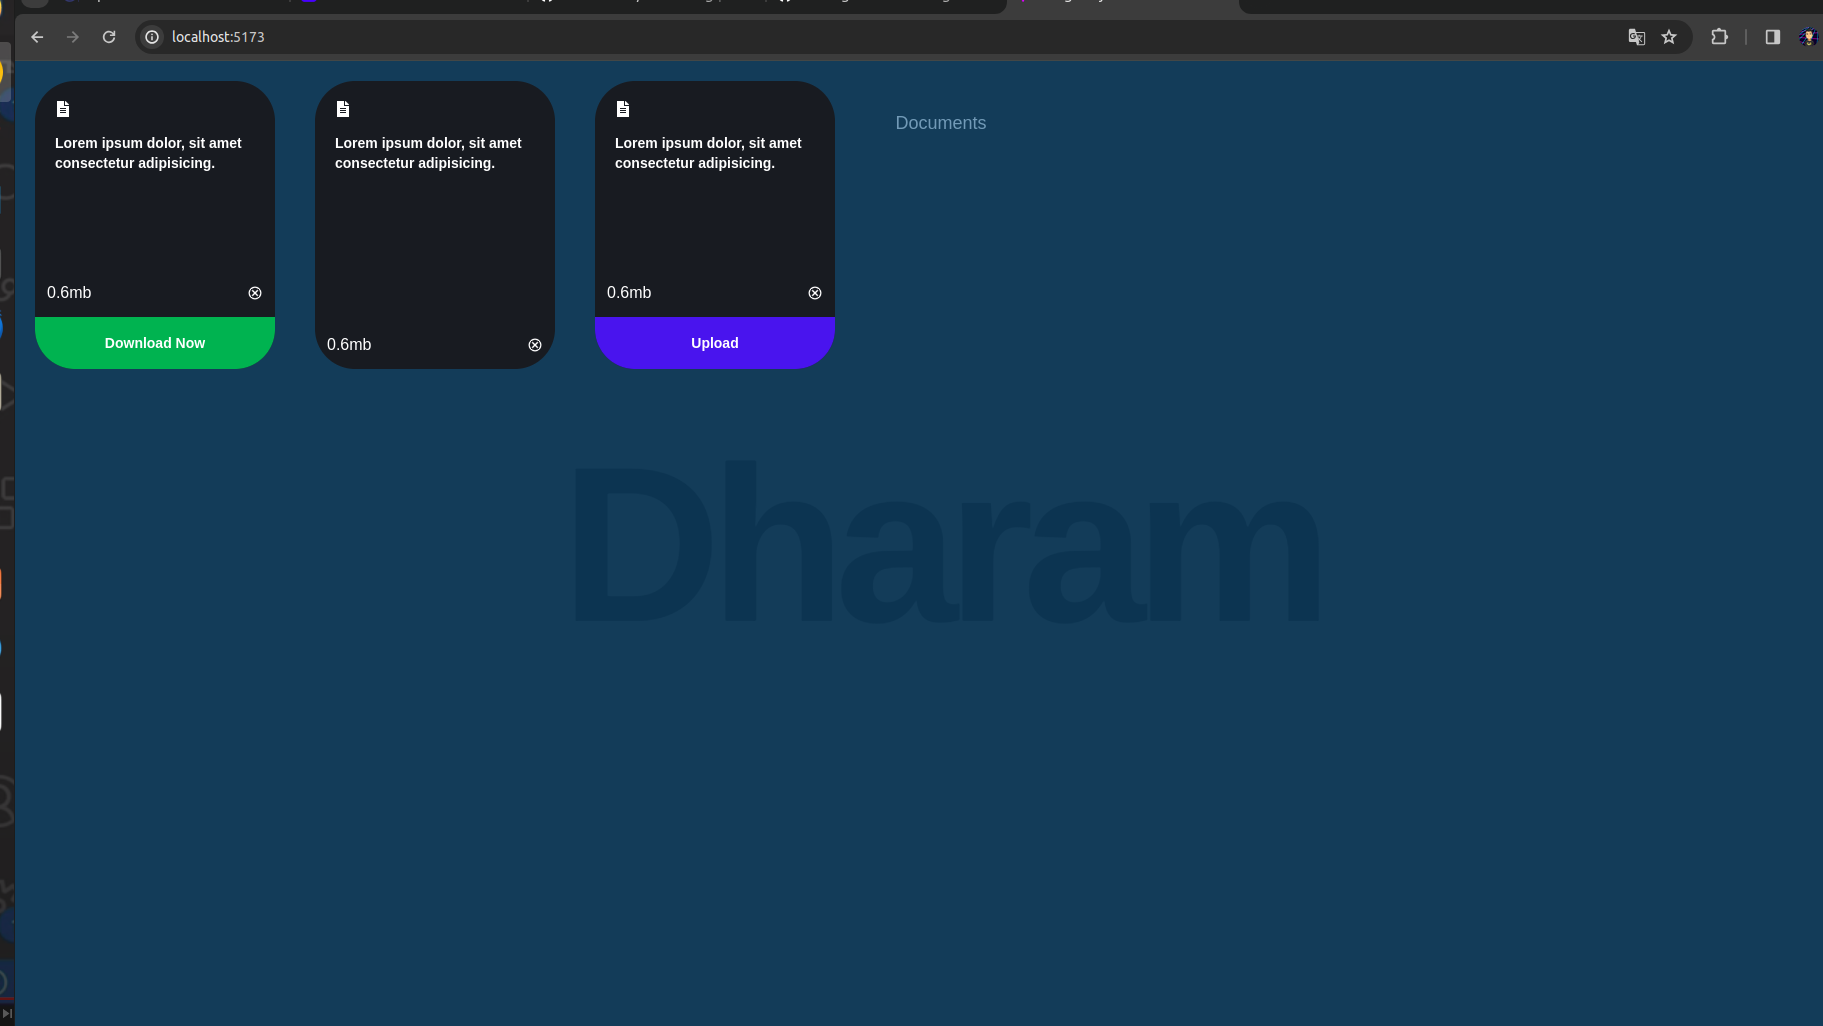 localhost:5173
Lorem ipsum dolor, sit amet
consectetur adipisicing.
0.6mb
Download Now
Lorem ipsum dolor, sit amet
consectetur adipisicing.
0.6mb
Lorem ipsum dolor, sit amet
consectetur adipisicing.
0.6mb
Upload
Documents
Dharam